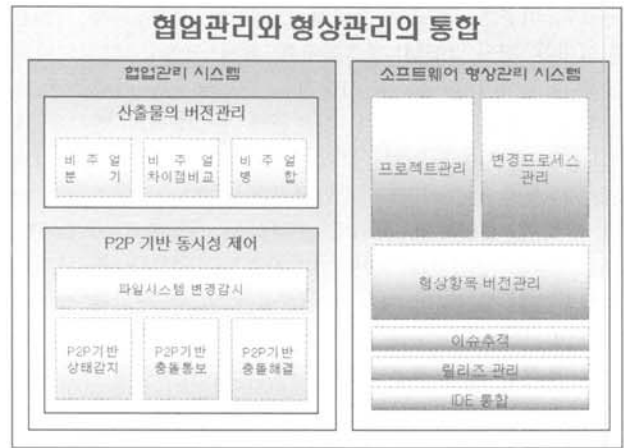 협업관리와 형상관리의 통합
협업관리 시스템
산출물의 버전관리
비 주 얼
분 기
비 주 얼
차이점비교
비 주 얼
병 합
P2P 기반 동시성 제어
파일시스템 변경감시
P2P기반
상태감지
P2P기반
충돌통보
P2P기반
충돌해결
소프트웨어 형상관리 시스템
프로젝트관리
변경프로세스
관리
형상항목 버전관리
이슈추적
릴리즈 관리
IDE 통합